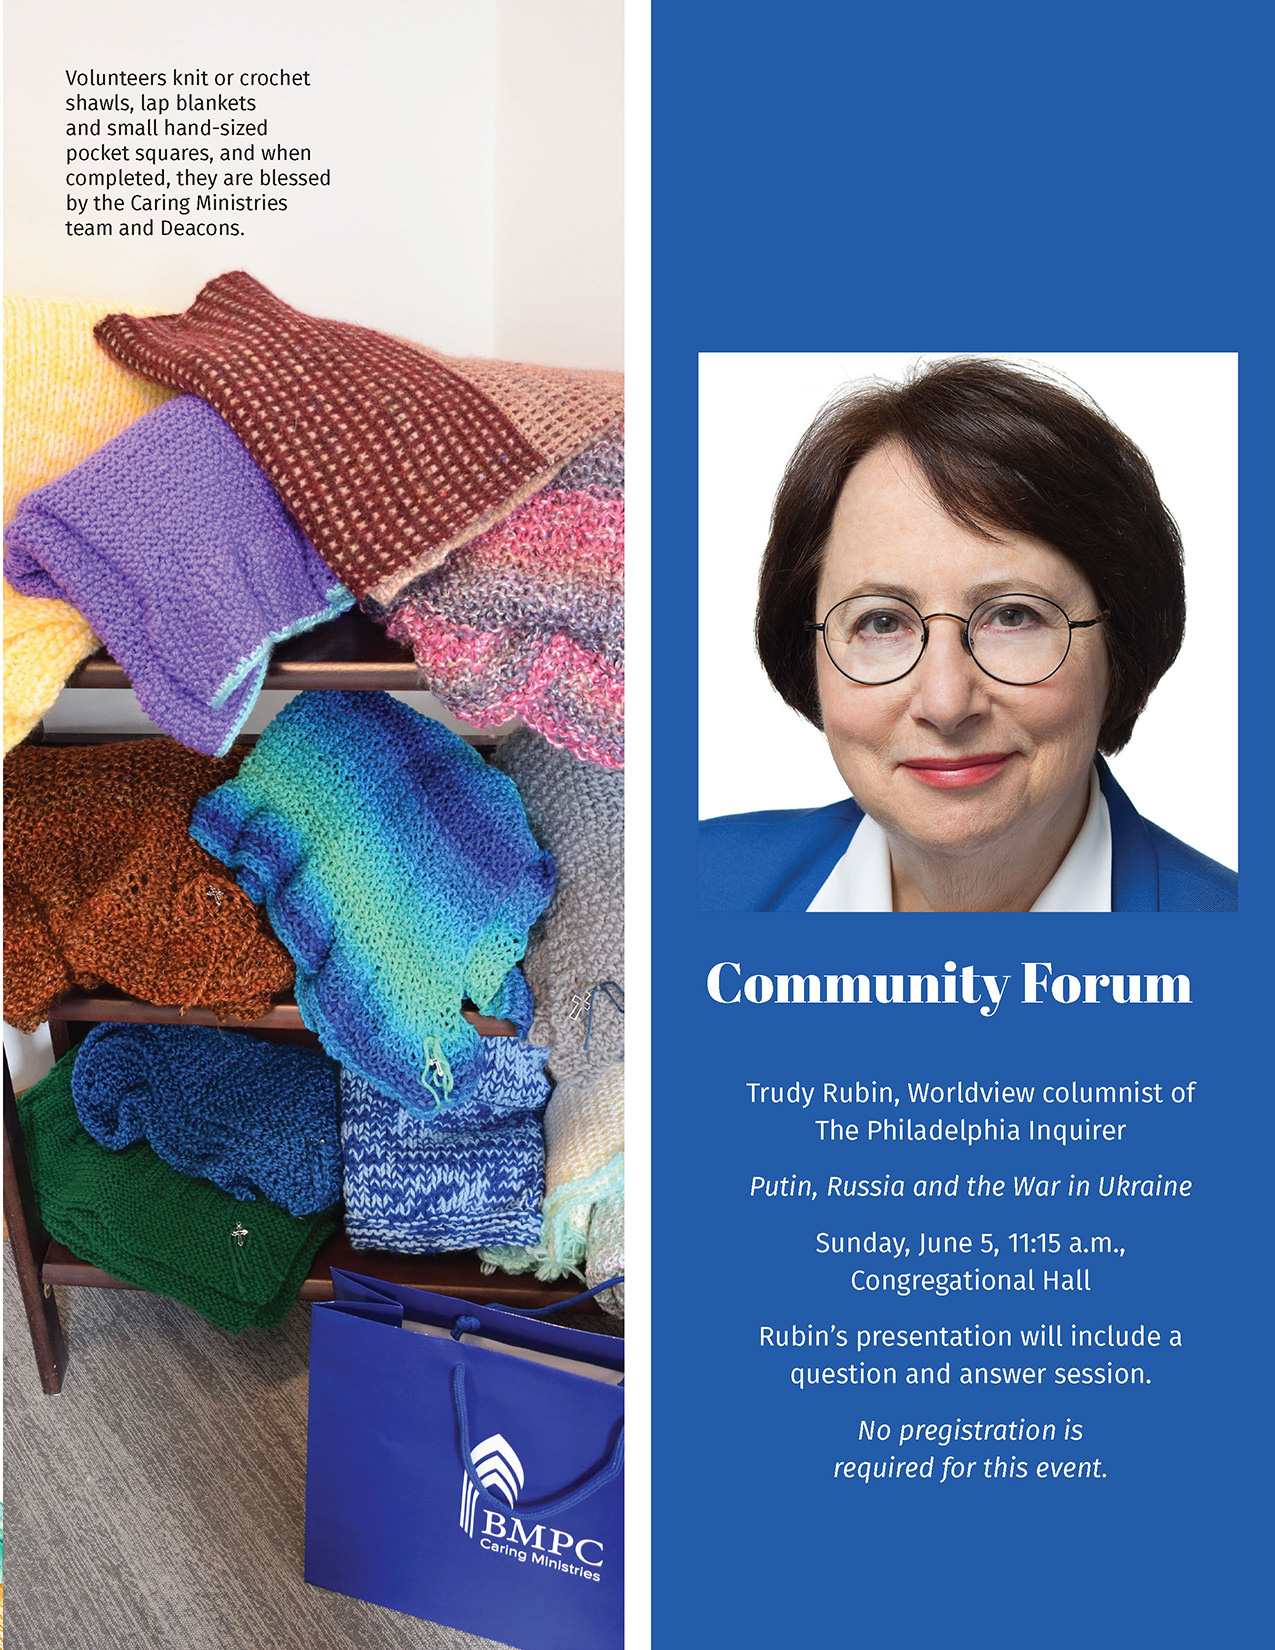 Volunteers knit or crochet
shawls, lap blankets
and small hand-sized
pocket squares, and when
completed, they are blessed
by the Caring Ministries
team and Deacons.
BMPC
Caring Ministries
Community Forum
Trudy Rubin, Worldview columnist of
The Philadelphia Inquirer
Putin, Russia and the War in Ukraine
Sunday, June 5, 11:15 a.m.,
Congregational Hall
Rubin’s presentation will include a
question and answer session.
No pregistration is
required for this event.